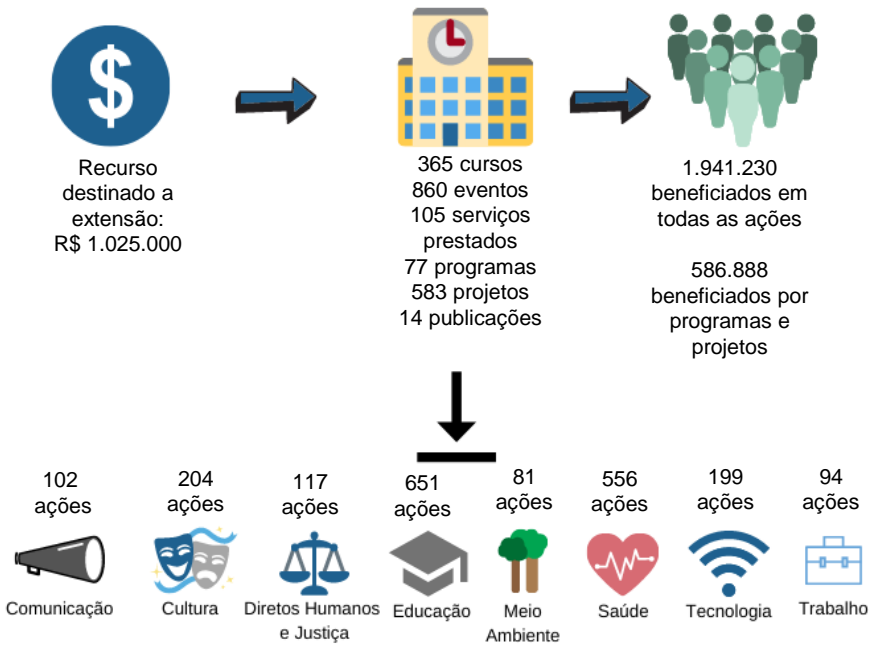 Recurso
destinado a
extensão:
R$ 1.025.000
365 cursos
860 eventos
105 serviços
prestados
77 programas
583 projetos
14 publicações
1.941.230
beneficiados em
todas as ações
586.888
beneficiados por
programas e
projetos
102
ações
Comunicação
204
ações
Cultura
117
ações
Diretos Humanos
e Justiça
651
ações
Educação
81
ações
Meio
Ambiente
556
ações
Saúde
199
ações
Tecnologia
94
ações
Trabalho